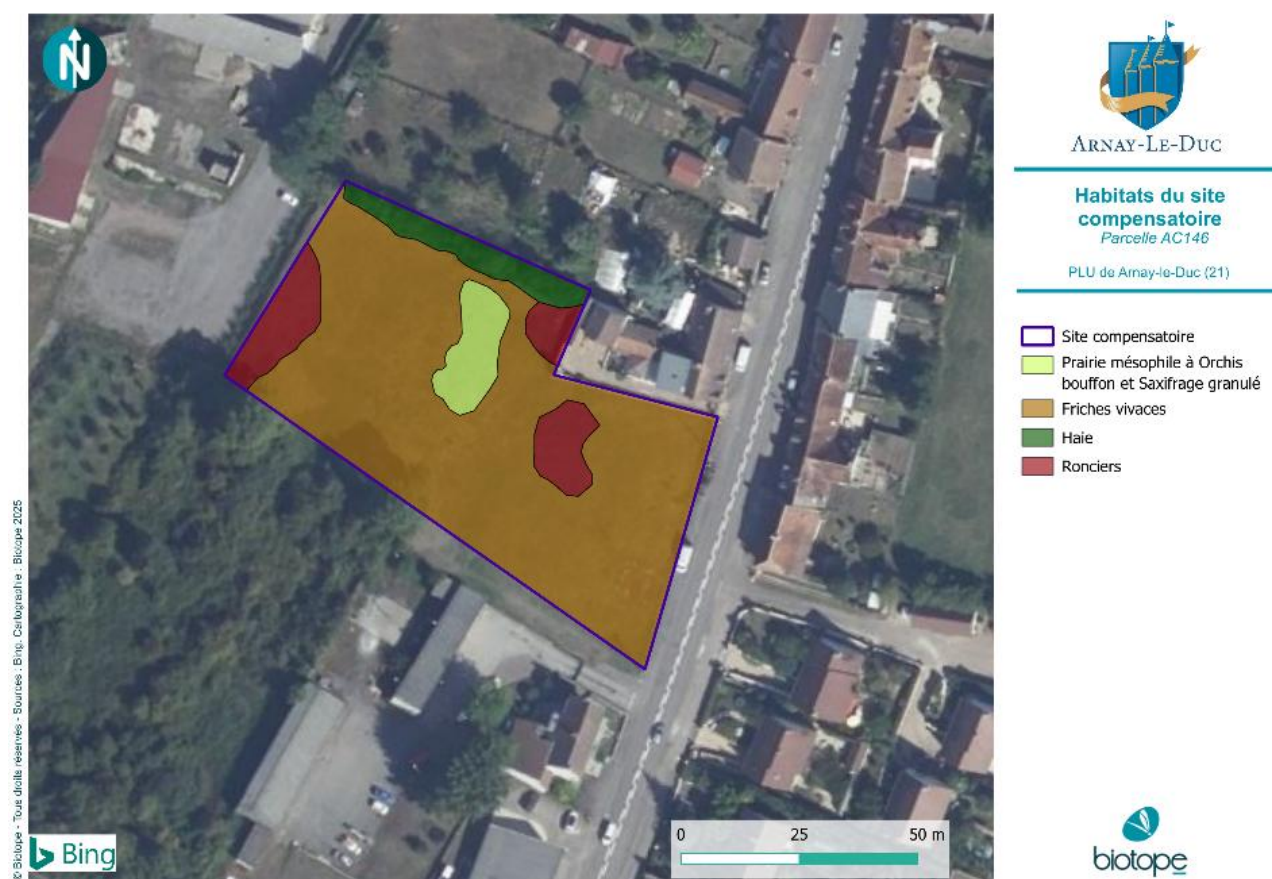 N
ARNAY-LE-DUC
Habitats du site
compensatoire
Parcelle AC146
PLU de Arnay-le-Duc (21)
Site compensatoire
Prairie mésophile à Orchis
bouffon et Saxifrage granulé
Friches vivaces
Haie
Ronciers
© Biotope - Tous droits réservés - Sources : Bing, Cartographie : Biotope 2025
Bing
0 25 50 m
biotope